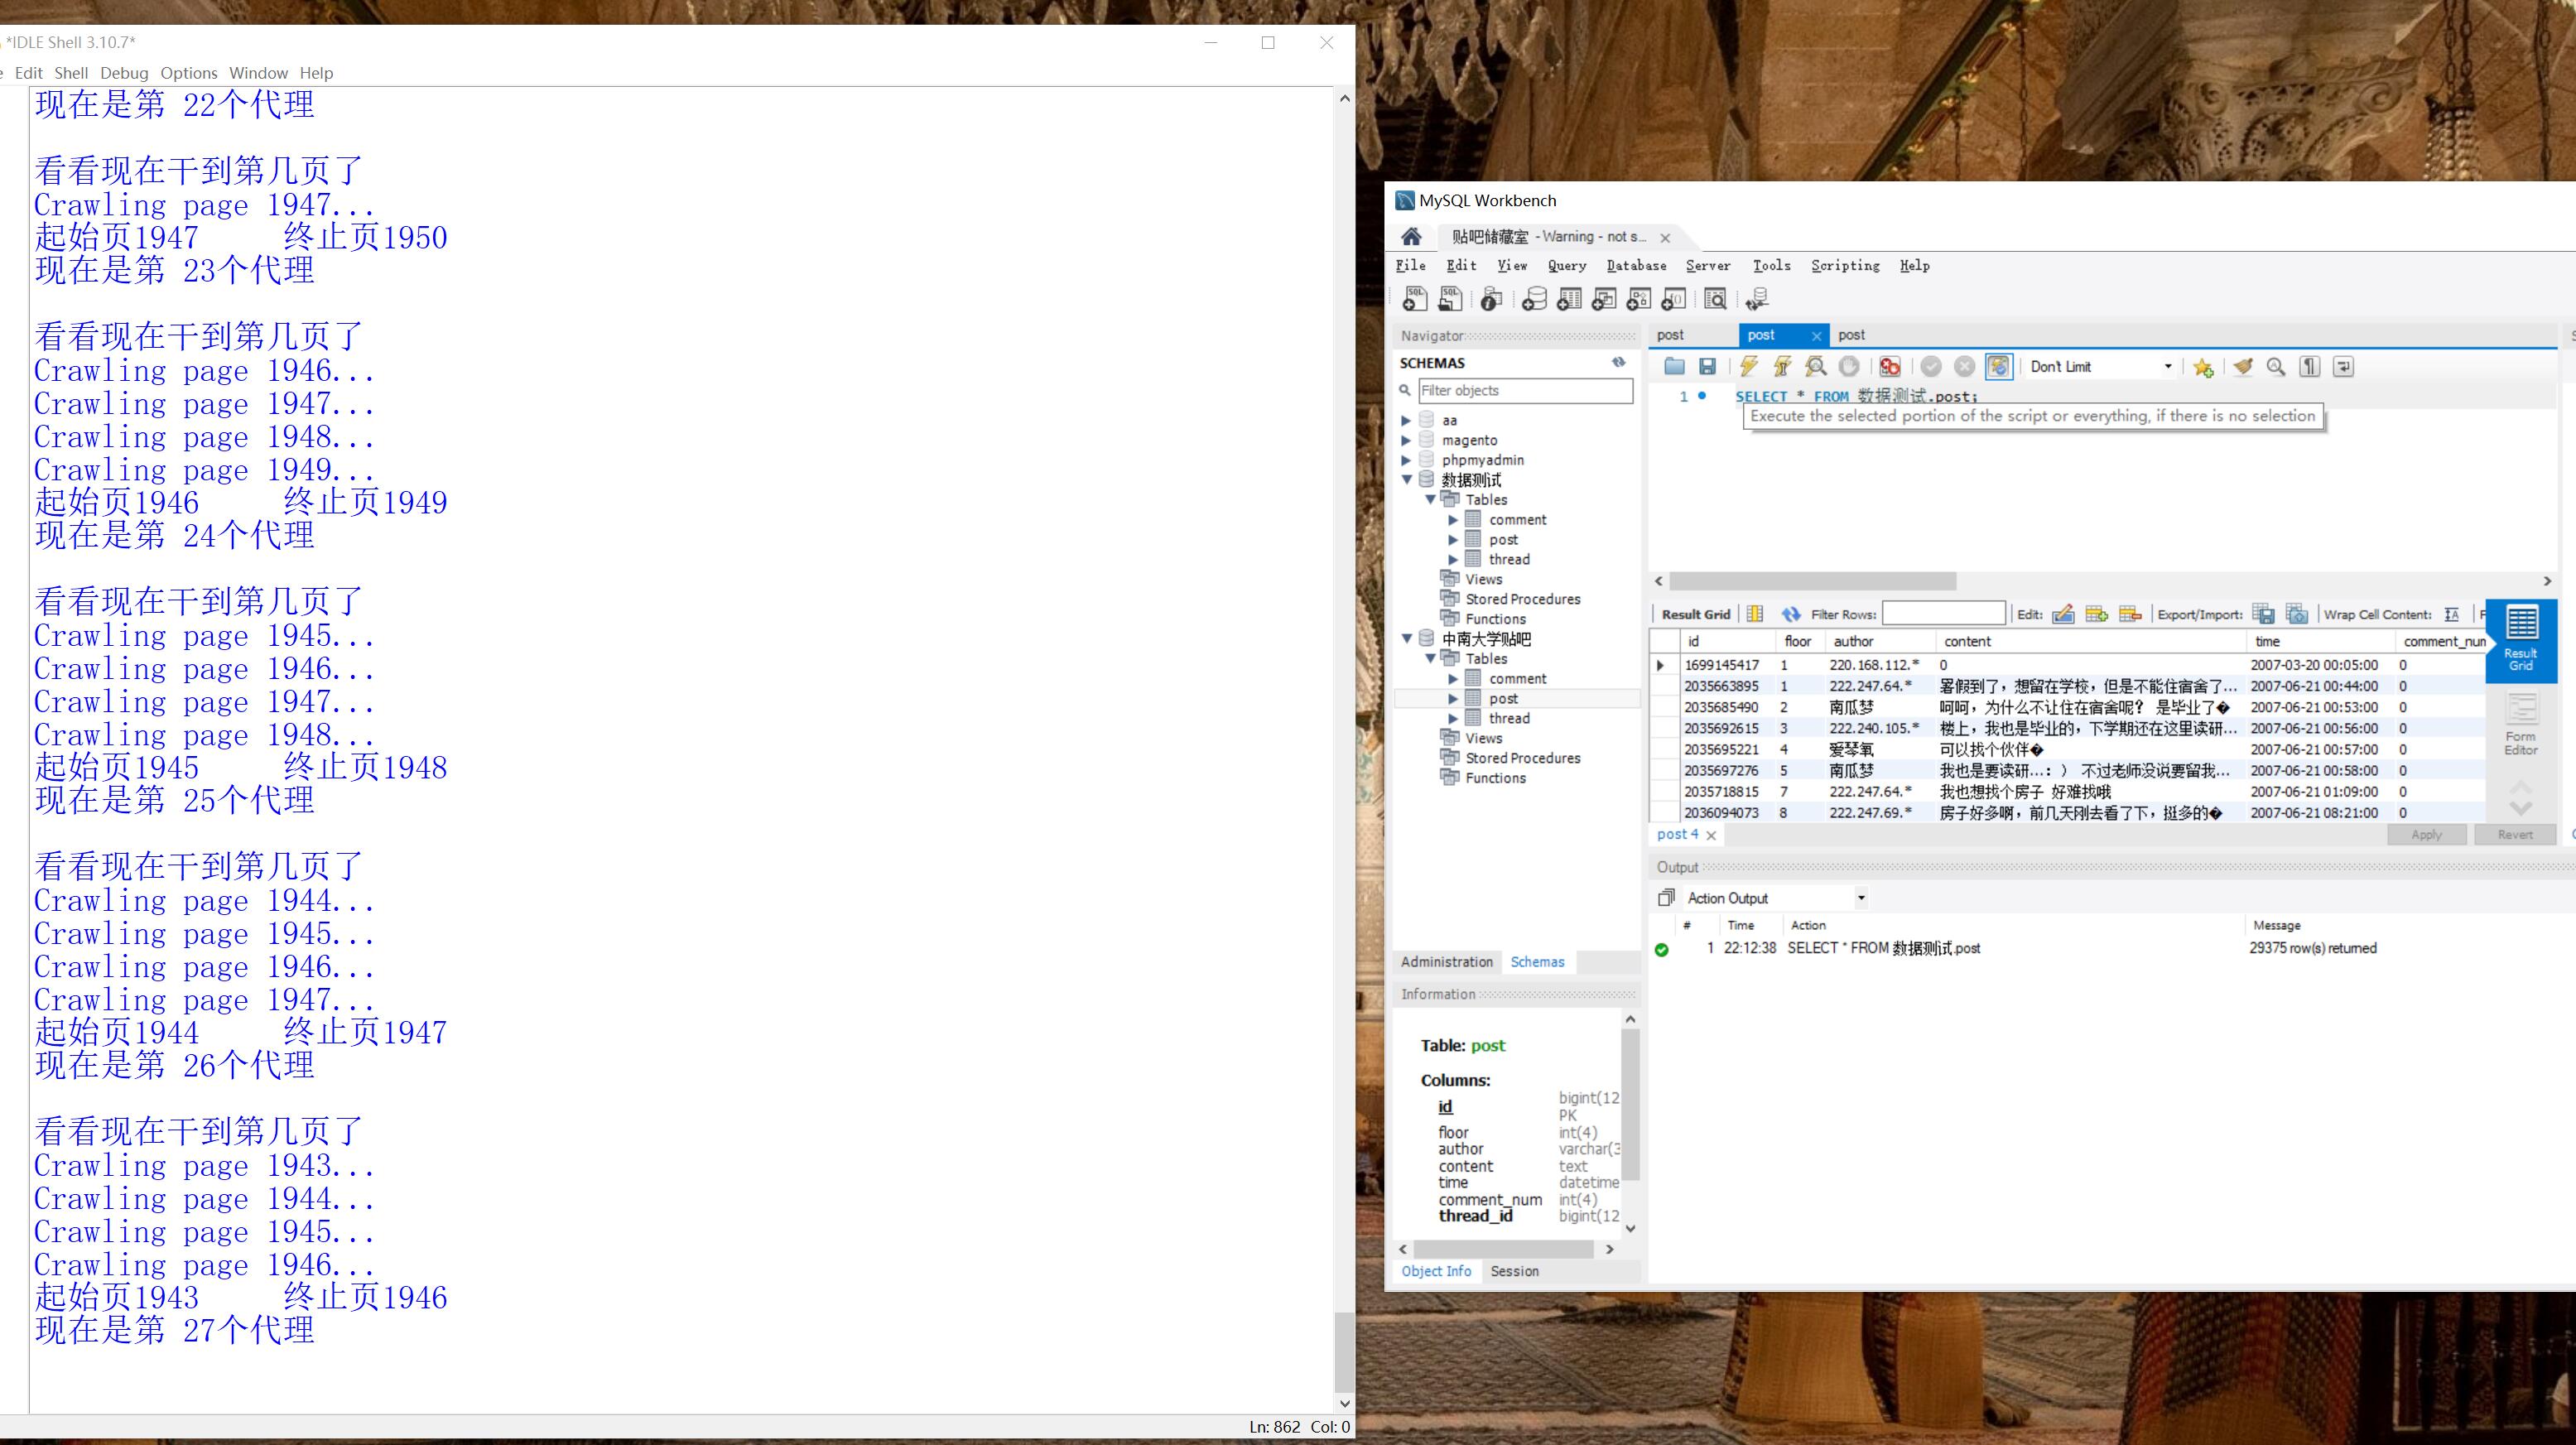 *IDLE Shell 3.10.7*
Edit Shell Debug Options Window Help
现在是第 22个代理
看看现在干到第几页了
Crawling page 1947...
起始页1947 终止页1950
现在是第 23个代理
看看现在干到第几页了
Crawling page 1946...
Crawling page 1947...
Crawling page 1948...
Crawling page 1949...
起始页1946 终止页1949
现在是第 24个代理
看看现在干到第几页了
Crawling page 1945...
Crawling page 1946...
Crawling page 1947...
Crawling page 1948...
起始页1945 终止页1948
现在是第 25个代理
看看现在干到第几页了
Crawling page 1944...
Crawling page 1945...
Crawling page 1946...
Crawling page 1947...
起始页1944 终止页1947
现在是第 26个代理
看看现在干到第几页了
Crawling page 1943...
Crawling page 1944...
Crawling page 1945...
Crawling page 1946...
起始页1943 终止页1946
现在是第 27个代理
Ln: 862 Col: 0
MySQL Workbench
贴吧储藏室 - Warning - not s...
File Edit View Query Database Server Tools Scripting Help
Navigator
SCHEMAS
Filter objects
aa
magento
phpmyadmin
数据测试
Tables
comment
post
thread
Views
Stored Procedures
Functions
中南大学贴吧
Tables
comment
post
thread
Views
Stored Procedures
Functions
Administration Schemas
Information
Table: post
Columns:
id bigint(12
PK
floor int(4)
author varchar(3
content text
time datetime
comment_num int(4)
thread_id bigint(12
Object Info Session
post post post
Don't Limit
1 SELECT * FROM 数据测试.post;
Execute the selected portion of the script or everything, if there is no selection
Result Grid Filter Rows: Edit: Export/Import: Wrap Cell Content:
id floor author content time comment_num
1699145417 1 220.168.112.* 0 2007-03-20 00:05:00 0
2035663895 1 222.247.64.* 署假到了，想留在学校，但是不能住宿舍了... 2007-06-21 00:44:00 0
2035685490 2 南瓜梦 呵呵，为什么不让住在宿舍呢？ 是毕业了� 2007-06-21 00:53:00 0
2035692615 3 222.240.105.* 楼上，我也是毕业的，下学期还在这里读研... 2007-06-21 00:56:00 0
2035695221 4 爱琴氧 可以找个伙伴� 2007-06-21 00:57:00 0
2035697276 5 南瓜梦 我也是要读研...：） 不过老师没说要留我... 2007-06-21 00:58:00 0
2035718815 7 222.247.64.* 我也想找个房子 好难找哦 2007-06-21 01:09:00 0
2036094073 8 222.247.69.* 房子好多啊，前几天刚去看了下，挺多的� 2007-06-21 08:21:00 0
Result Grid
Form Editor
post 4
Apply Revert
Output
Action Output
# Time Action Message
1 22:12:38 SELECT * FROM 数据测试.post 29375 row(s) returned